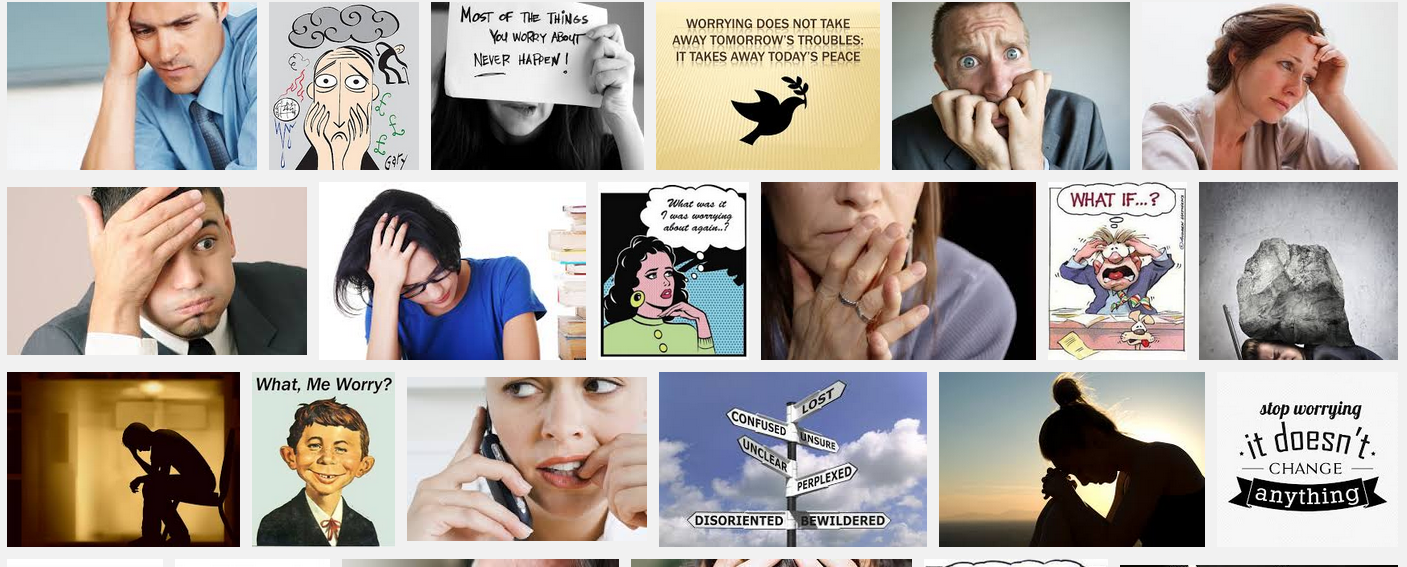 MOST OF THE THINGS
YOU WORRY ABOUT
NEVER HAPPEN!
WORRYING DOES NOT TAKE
AWAY TOMORROW'S TROUBLES:
IT TAKES AWAY TODAY'S PEACE
Gary
What was it
I was worrying
about again..?
WHAT IF...?
What, Me Worry?
LOST
CONFUSED
UNSURE
UNCLEAR
PERPLEXED
DISORIENTED
BEWILDERED
stop worrying
it doesn't
CHANGE
anything